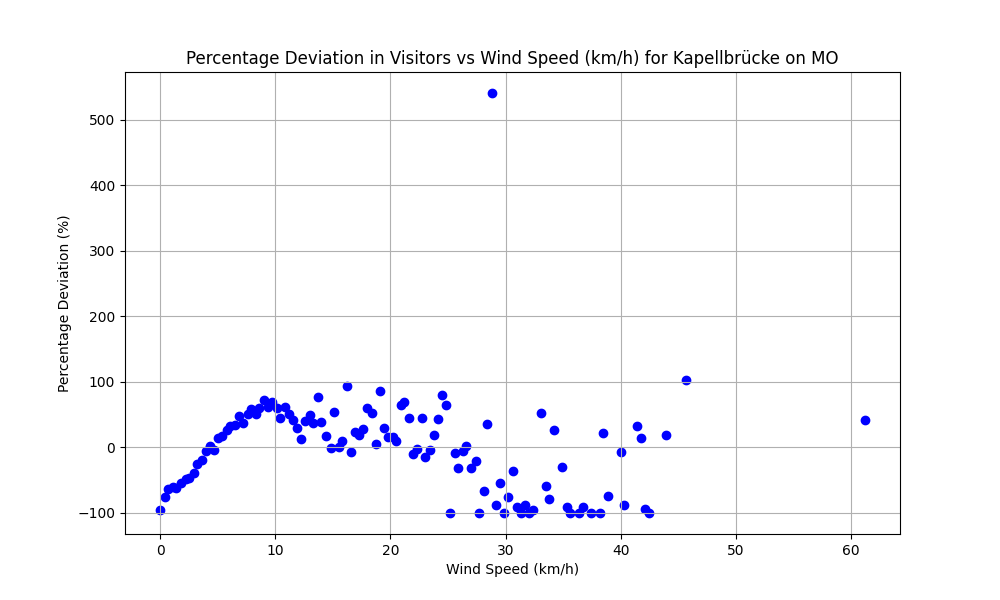 Percentage Deviation in Visitors vs Wind Speed (km/h) for Kapellbrücke on MO
500
400
300
200
100
0
−100
Percentage Deviation (%)
0 10 20 30 40 50 60
Wind Speed (km/h)